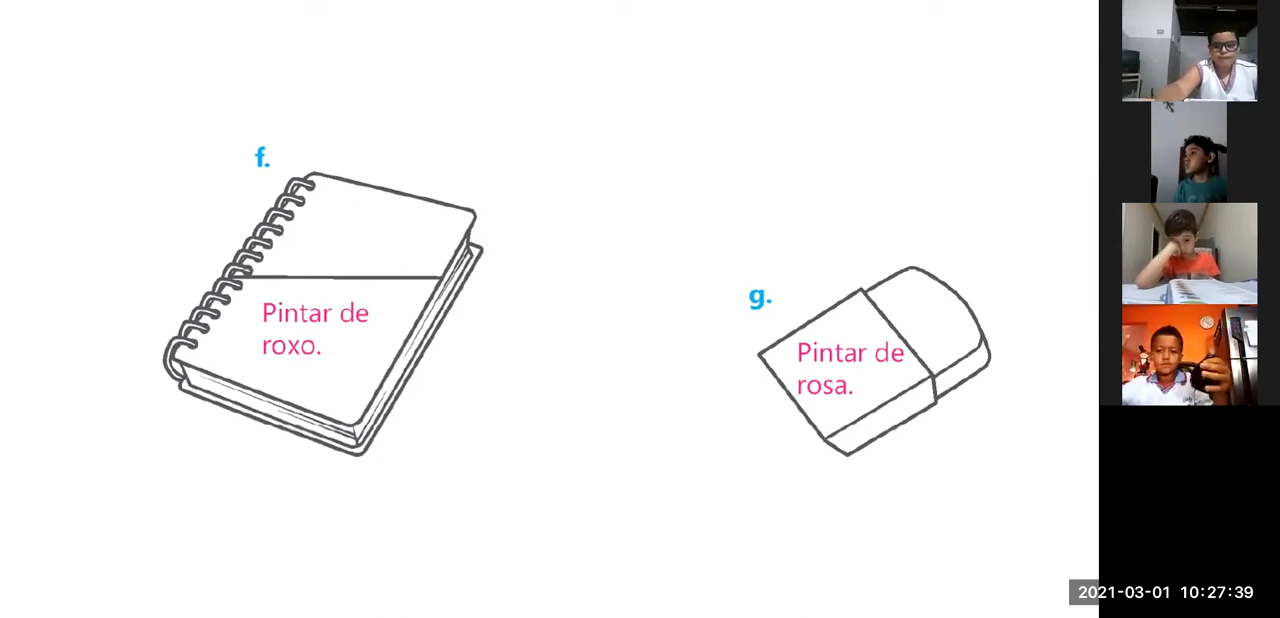 f.
Pintar de
roxo.
g.
Pintar de
rosa.
2021-03-01 10:27:39